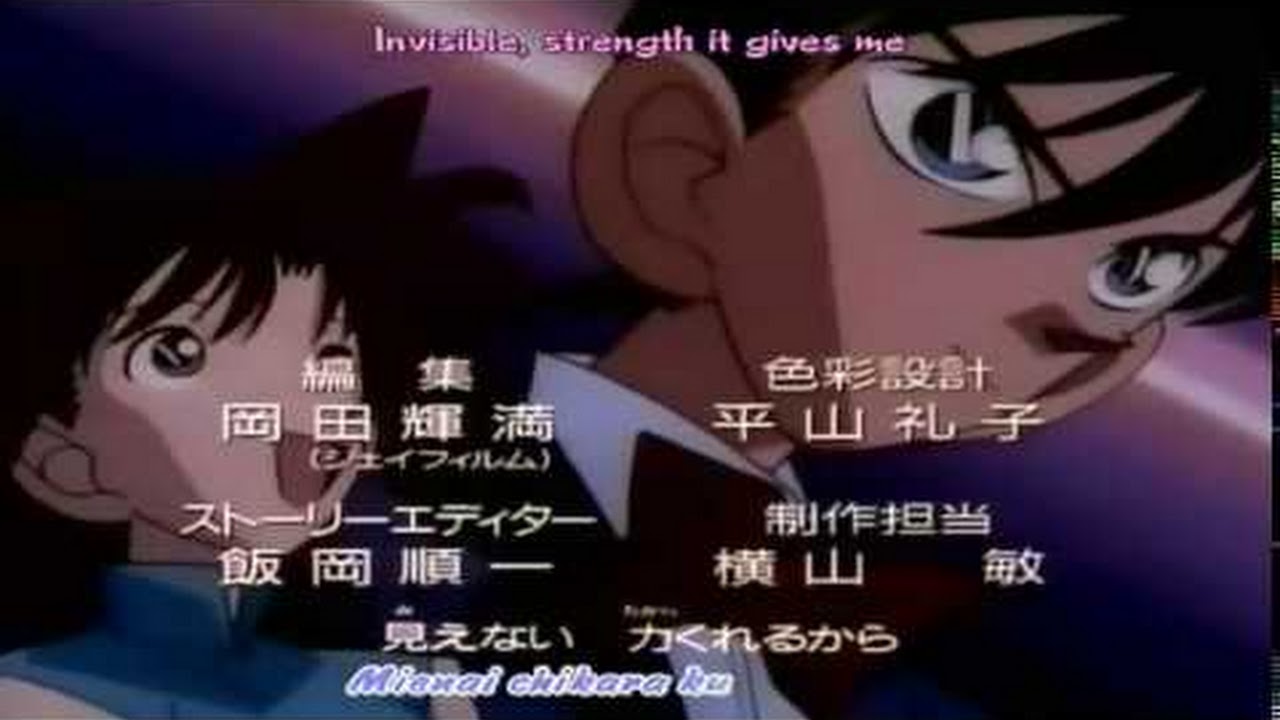 Invisible, strength it gives me
編集 色彩設計
岡田輝満 平山礼子
(ジェイフィルム)
ストーリーエディター 制作担当
飯岡順一 横山 敏
見えない 力くれるから
Mienai chikara ku